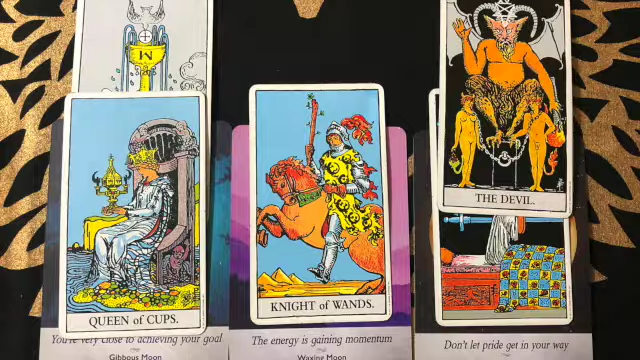 THE DEVIL.
QUEEN of CUPS.
KNIGHT of WANDS.
You're very close to achieving your goal
Gibbous Moon
The energy is gaining momentum
Waxing Moon
Don't let pride get in your way